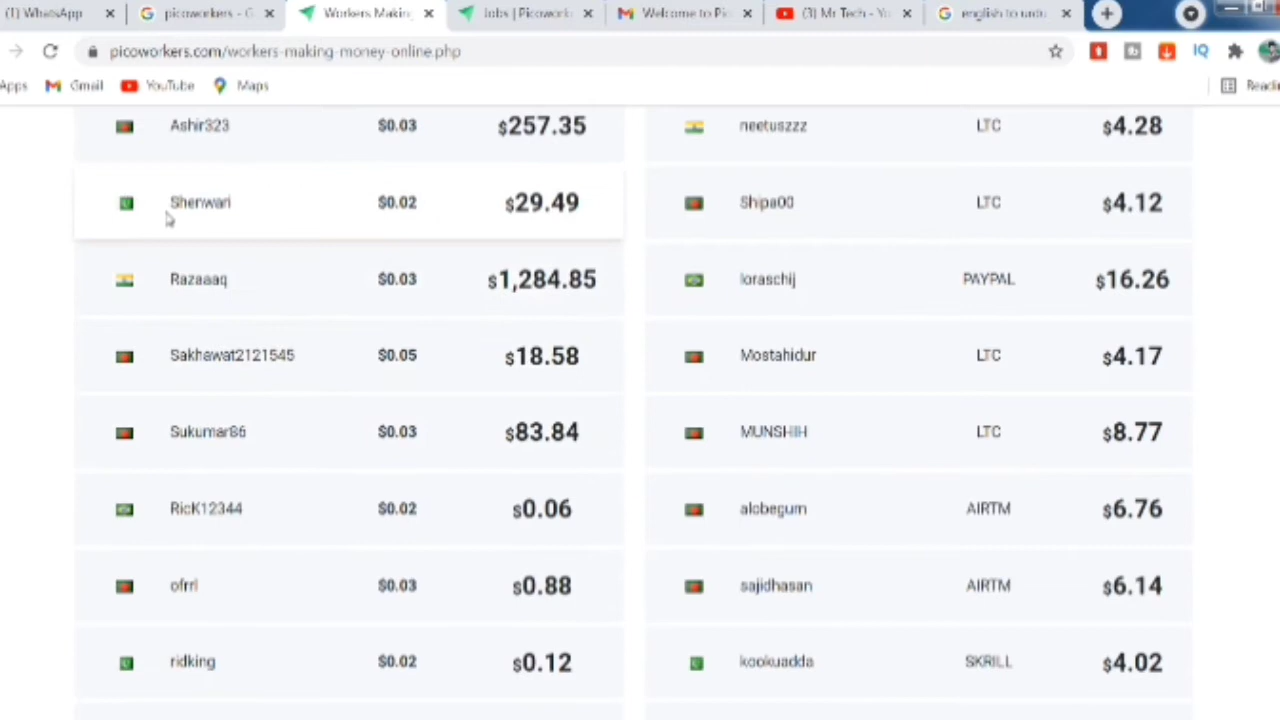 (1) WhatsApp
picoworkers - G
Workers Making
Jobs | Picowork
Welcome to Pic
(3) Mr Tech - Yo
english to urdu
picoworkers.com/workers-making-money-online.php
Apps Gmail YouTube Maps Readi
Ashir323 $0.03 $257.35 neetuszzz LTC $4.28
Shenwari $0.02 $29.49 Shipa00 LTC $4.12
Razaaaq $0.03 $1,284.85 loraschij PAYPAL $16.26
Sakhawat2121545 $0.05 $18.58 Mostahidur LTC $4.17
Sukumar86 $0.03 $83.84 MUNSHIH LTC $8.77
RicK12344 $0.02 $0.06 alobegum AIRTM $6.76
ofrrl $0.03 $0.88 sajidhasan AIRTM $6.14
ridking $0.02 $0.12 kookuadda SKRILL $4.02